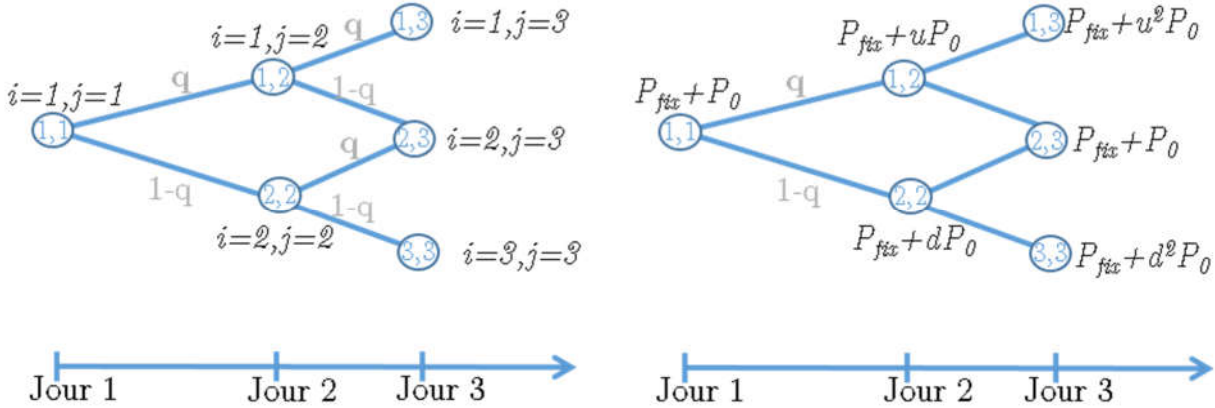 q
1,3
i=1,j=3
i=1,j=2
q
1,2
1-q
i=1,j=1
1,1
q
2,3
i=2,j=3
1-q
2,2
1-q
i=2,j=2
3,3
i=3,j=3
Jour 1
Jour 2
Jour 3
1,3
P_fix+u²P_0
P_fix+uP_0
q
1,2
P_fix+P_0
1,1
2,3
P_fix+P_0
1-q
2,2
P_fix+dP_0
3,3
P_fix+d²P_0
Jour 1
Jour 2
Jour 3